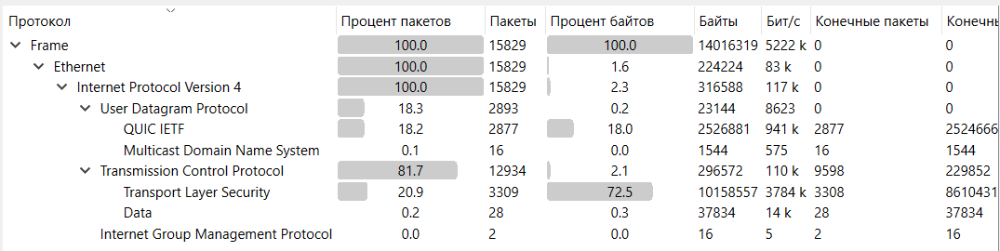 Протокол Процент пакетов Пакеты Процент байтов Байты Бит/с Конечные пакеты Конечнь
Frame 100.0 15829 100.0 14016319 5222 k 0 0
Ethernet 100.0 15829 1.6 224224 83 k 0 0
Internet Protocol Version 4 100.0 15829 2.3 316588 117 k 0 0
User Datagram Protocol 18.3 2893 0.2 23144 8623 0 0
QUIC IETF 18.2 2877 18.0 2526881 941 k 2877 2524666
Multicast Domain Name System 0.1 16 0.0 1544 575 16 1544
Transmission Control Protocol 81.7 12934 2.1 296572 110 k 9598 229852
Transport Layer Security 20.9 3309 72.5 10158557 3784 k 3308 8610431
Data 0.2 28 0.3 37834 14 k 28 37834
Internet Group Management Protocol 0.0 2 0.0 16 5 2 16